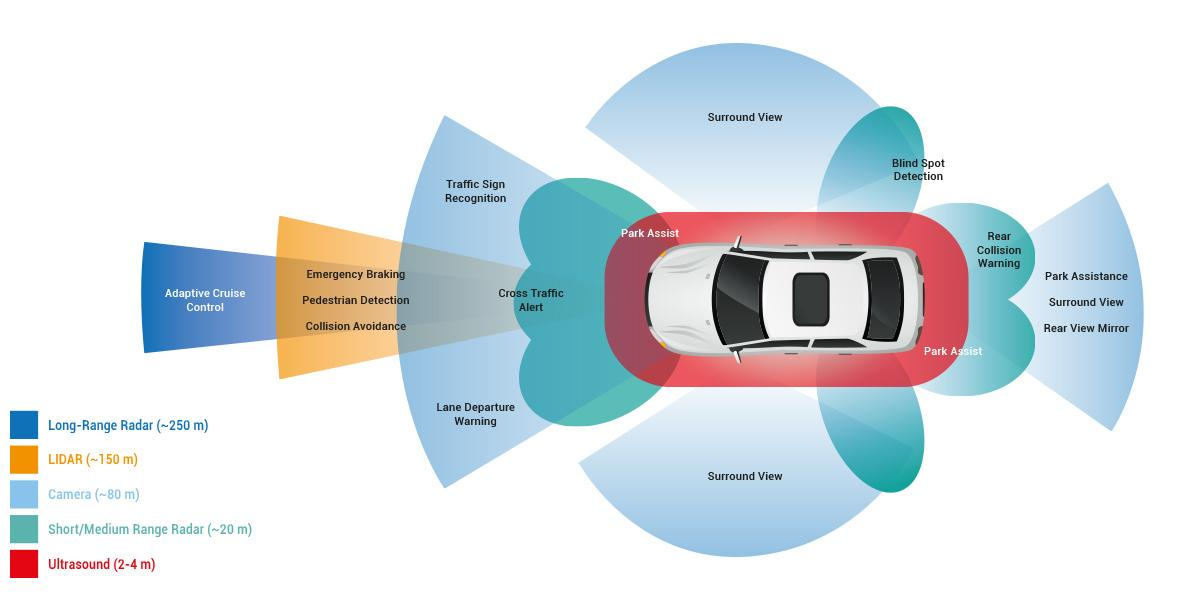 Surround View
Blind Spot
Detection
Traffic Sign
Recognition
Park Assist
Rear
Collision
Warning
Emergency Braking
Pedestrian Detection
Collision Avoidance
Adaptive Cruise
Control
Cross Traffic
Alert
Park Assistance
Surround View
Rear View Mirror
Park Assist
Lane Departure
Warning
Surround View
Long-Range Radar (~250 m)
LIDAR (~150 m)
Camera (~80 m)
Short/Medium Range Radar (~20 m)
Ultrasound (2-4 m)